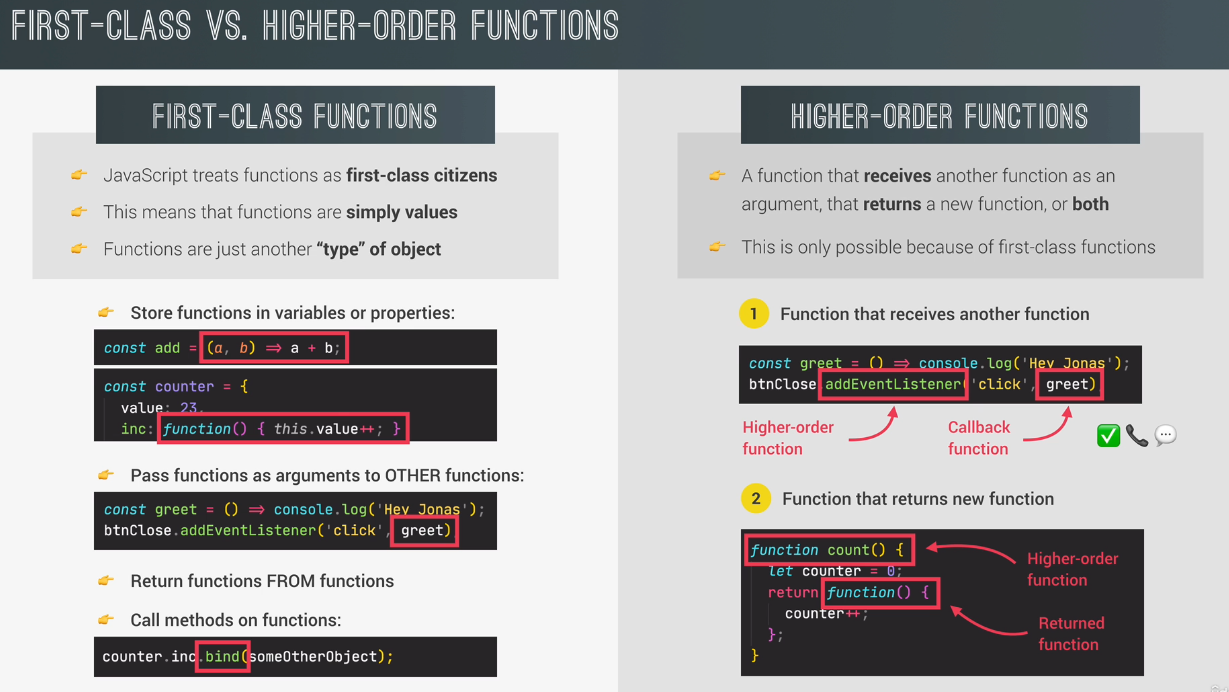 FIRST-CLASS VS. HIGHER-ORDER FUNCTIONS
FIRST-CLASS FUNCTIONS
👉 JavaScript treats functions as first-class citizens
👉 This means that functions are simply values
👉 Functions are just another “type” of object
👉 Store functions in variables or properties:
const add = (a, b) => a + b;
const counter = {
value: 23,
inc: function() { this.value++; }
👉 Pass functions as arguments to OTHER functions:
const greet = () => console.log('Hey Jonas');
btnClose.addEventListener('click', greet)
👉 Return functions FROM functions
👉 Call methods on functions:
counter.inc.bind(someOtherObject);
HIGHER-ORDER FUNCTIONS
👉 A function that receives another function as an
argument, that returns a new function, or both
👉 This is only possible because of first-class functions
1 Function that receives another function
const greet = () => console.log('Hey Jonas');
btnClose addEventListener('click', greet)
Higher-order
function
Callback
function
✅📞💬
2 Function that returns new function
function count() {
let counter = 0;
return function() {
counter++;
};
}
Higher-order
function
Returned
function